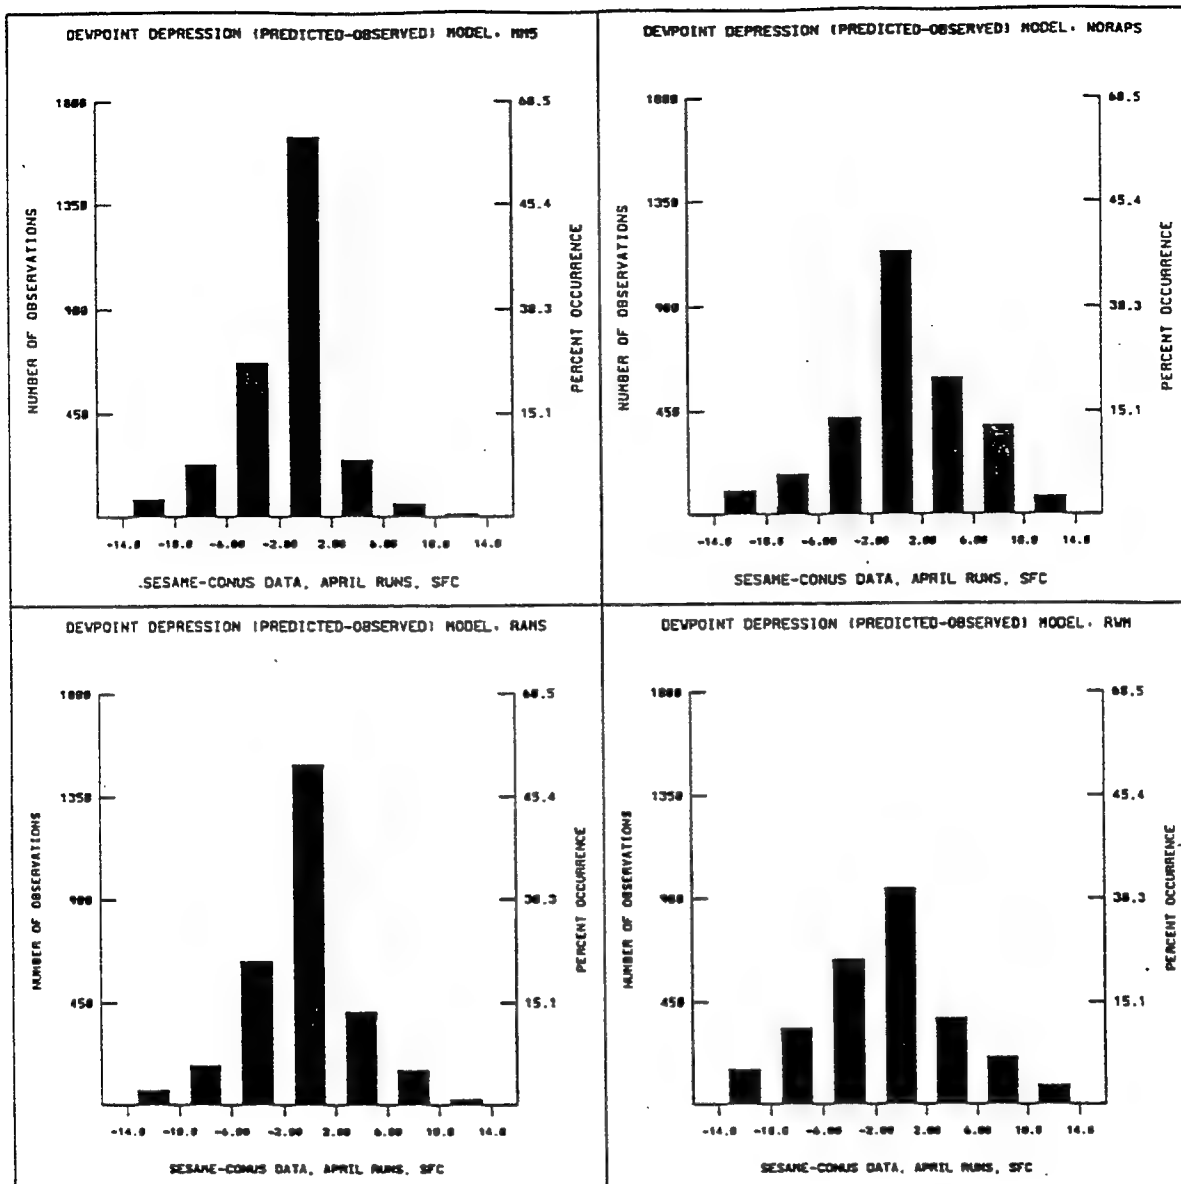 DEWPOINT DEPRESSION (PREDICTED-OBSERVED) MODEL. MM5
1800
1350
900
450
NUMBER OF OBSERVATIONS
60.5
45.4
30.3
15.1
PERCENT OCCURRENCE
-14.0 -10.0 -6.00 -2.00 2.00 6.00 10.0 14.0
.SESAME-CONUS DATA, APRIL RUNS, SFC
DEWPOINT DEPRESSION (PREDICTED-OBSERVED) MODEL. NORAPS
1800
1350
900
450
NUMBER OF OBSERVATIONS
60.5
45.4
30.3
15.1
PERCENT OCCURRENCE
-14.0 -10.0 -6.00 -2.00 2.00 6.00 10.0 14.0
SESAME-CONUS DATA, APRIL RUNS, SFC
DEWPOINT DEPRESSION (PREDICTED-OBSERVED) MODEL. RAMS
1800
1350
900
450
NUMBER OF OBSERVATIONS
60.5
45.4
30.3
15.1
PERCENT OCCURRENCE
-14.0 -10.0 -6.00 -2.00 2.00 6.00 10.0 14.0
SESAME-CONUS DATA, APRIL RUNS, SFC
DEWPOINT DEPRESSION (PREDICTED-OBSERVED) MODEL. RWM
1800
1350
900
450
NUMBER OF OBSERVATIONS
60.5
45.4
30.3
15.1
PERCENT OCCURRENCE
-14.0 -10.0 -6.00 -2.00 2.00 6.00 10.0 14.0
SESAME-CONUS DATA, APRIL RUNS, SFC